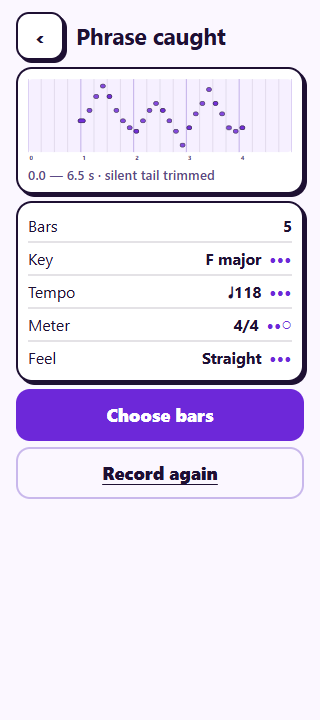 ‹ Phrase caught
0 1 2 3 4
0.0 — 6.5 s · silent tail trimmed
Bars 5
Key F major ●●●
Tempo ♩118 ●●●
Meter 4/4 ●●○
Feel Straight ●●●
Choose bars
Record again